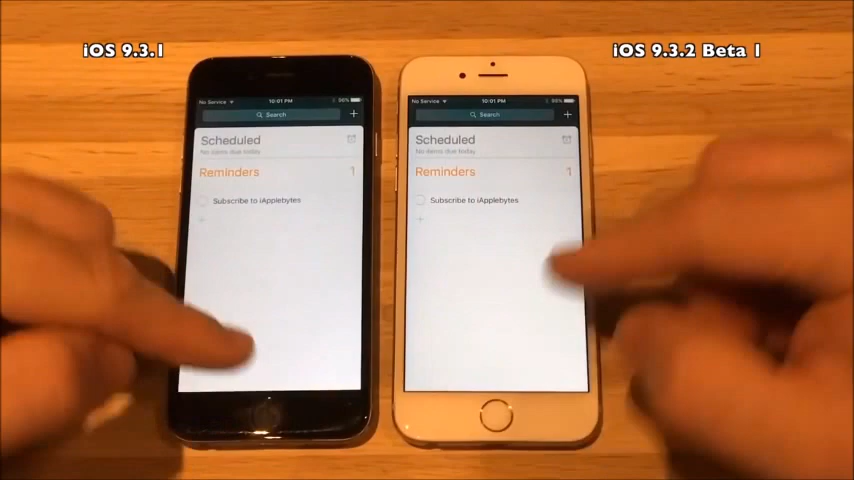 iOS 9.3.1
iOS 9.3.2 Beta 1
No Service 10:01 PM 98%
Search
Scheduled
No items due today
Reminders 1
Subscribe to iApplebytes
No Service 10:01 PM 98%
Search
Scheduled
No items due today
Reminders 1
Subscribe to iApplebytes